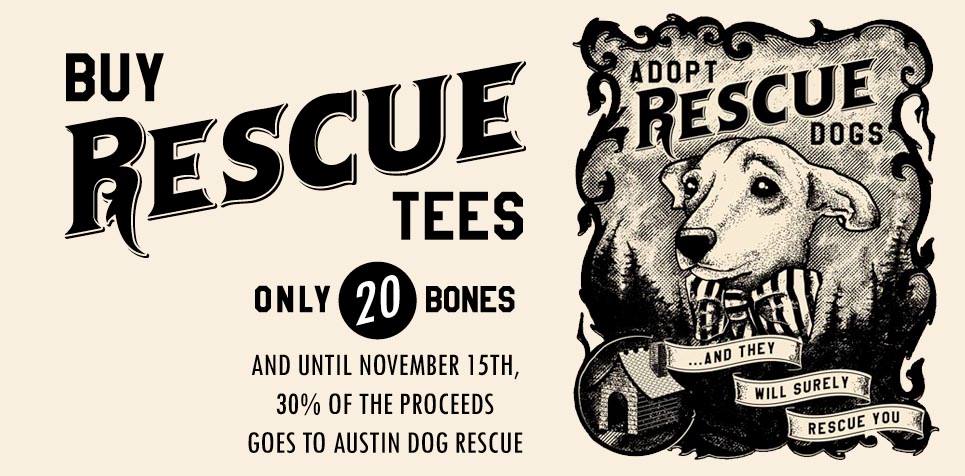 BUY
RESCUE
TEES
ONLY 20 BONES
AND UNTIL NOVEMBER 15TH,
30% OF THE PROCEEDS
GOES TO AUSTIN DOG RESCUE
ADOPT
RESCUE
DOGS
...AND THEY
WILL SURELY
RESCUE YOU